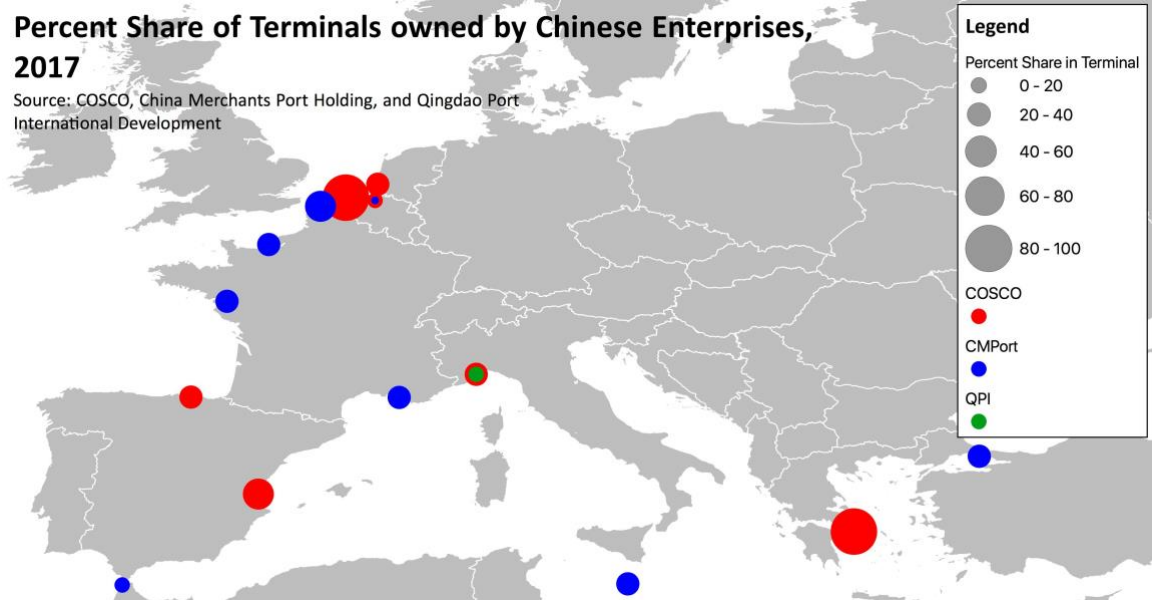 Percent Share of Terminals owned by Chinese Enterprises,
2017
Source: COSCO, China Merchants Port Holding, and Qingdao Port
International Development
Legend
Percent Share in Terminal
0 - 20
20 - 40
40 - 60
60 - 80
80 - 100
COSCO
CMPort
QPI